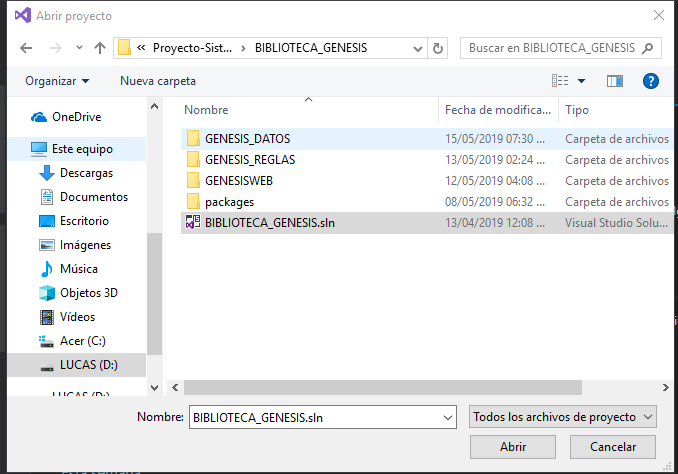 Abrir proyecto
« Proyecto-Sist... > BIBLIOTECA_GENESIS
Buscar en BIBLIOTECA_GENESIS
Organizar
Nueva carpeta
Nombre
Fecha de modifica...
Tipo
OneDrive
Este equipo
Descargas
Documentos
Escritorio
Imágenes
Música
Objetos 3D
Vídeos
Acer (C:)
LUCAS (D:)
LUCAS (D:)
GENESIS_DATOS 15/05/2019 07:30 ... Carpeta de archivos
GENESIS_REGLAS 13/05/2019 02:24 ... Carpeta de archivos
GENESISWEB 12/05/2019 04:08 ... Carpeta de archivos
packages 08/05/2019 06:32 ... Carpeta de archivos
BIBLIOTECA_GENESIS.sln 13/04/2019 12:08 ... Visual Studio Solu...
Nombre: BIBLIOTECA_GENESIS.sln
Todos los archivos de proyecto
Abrir
Cancelar